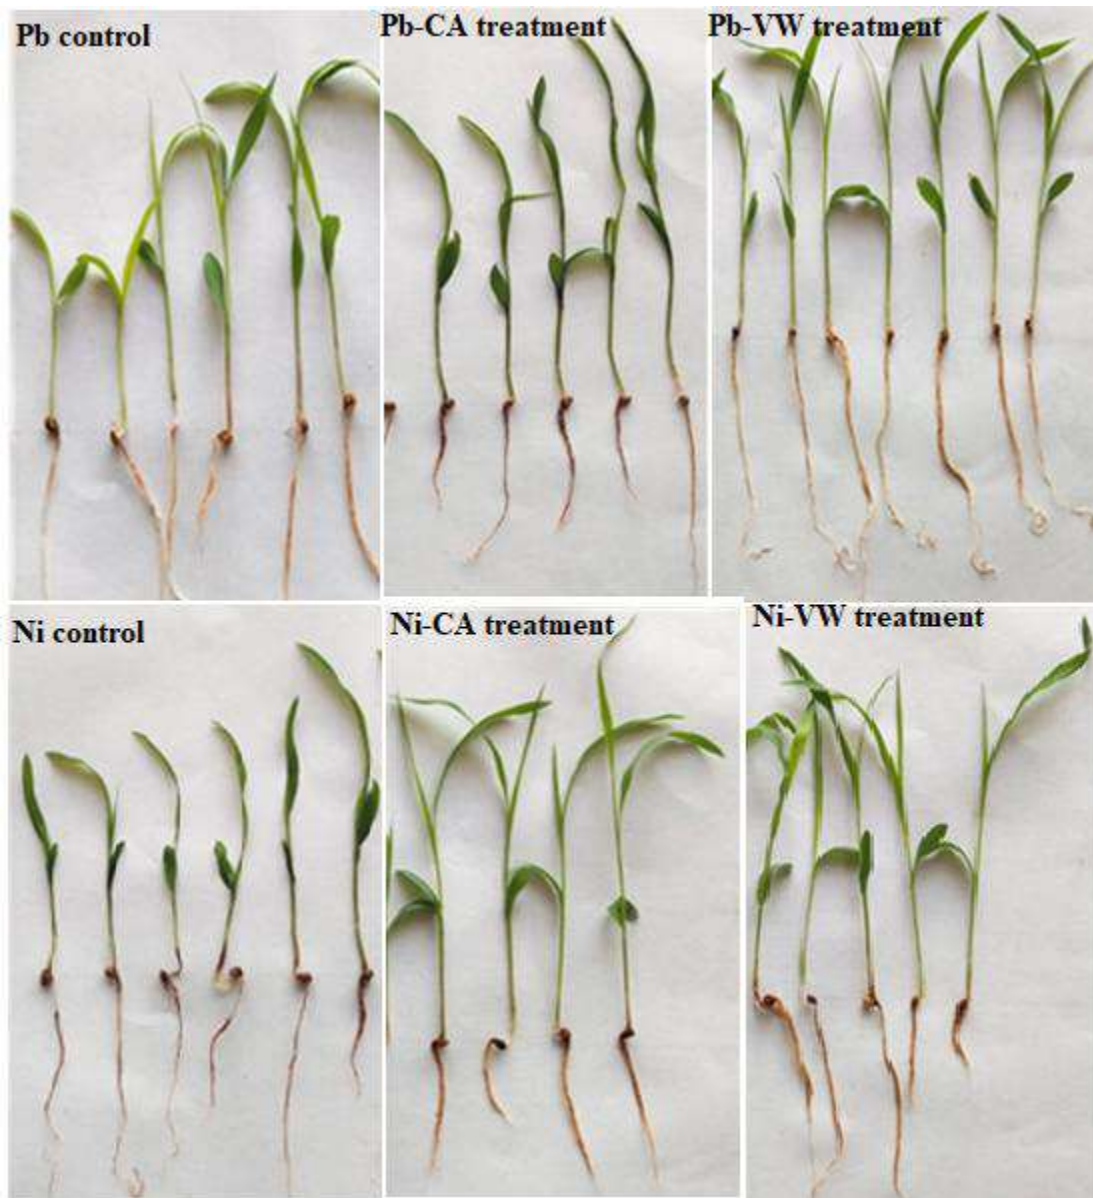 Pb control
Pb-CA treatment
Pb-VW treatment
Ni control
Ni-CA treatment
Ni-VW treatment